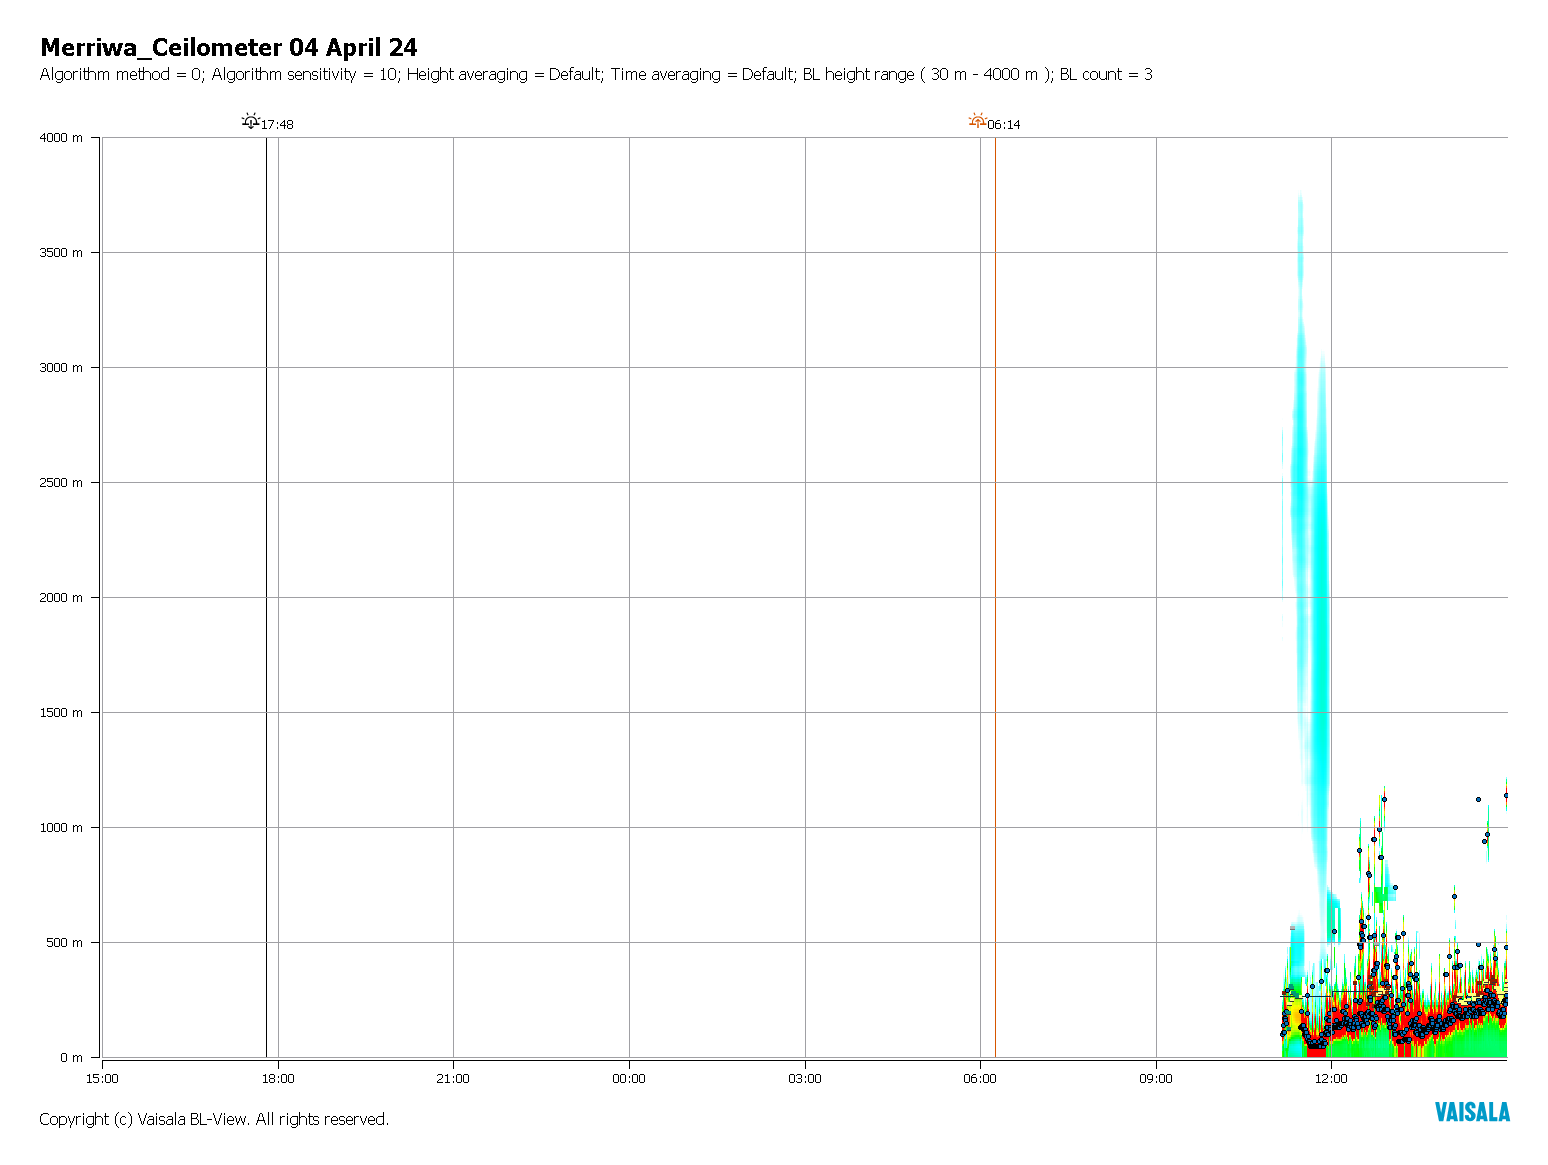 Merriwa_Ceilometer 04 April 24
Algorithm method = 0; Algorithm sensitivity = 10; Height averaging = Default; Time averaging = Default; BL height range ( 30 m - 4000 m ); BL count = 3
17:48
06:14
4000 m
3500 m
3000 m
2500 m
2000 m
1500 m
1000 m
500 m
0 m
15:00
18:00
21:00
00:00
03:00
06:00
09:00
12:00
Copyright (c) Vaisala BL-View. All rights reserved.
VAISALA